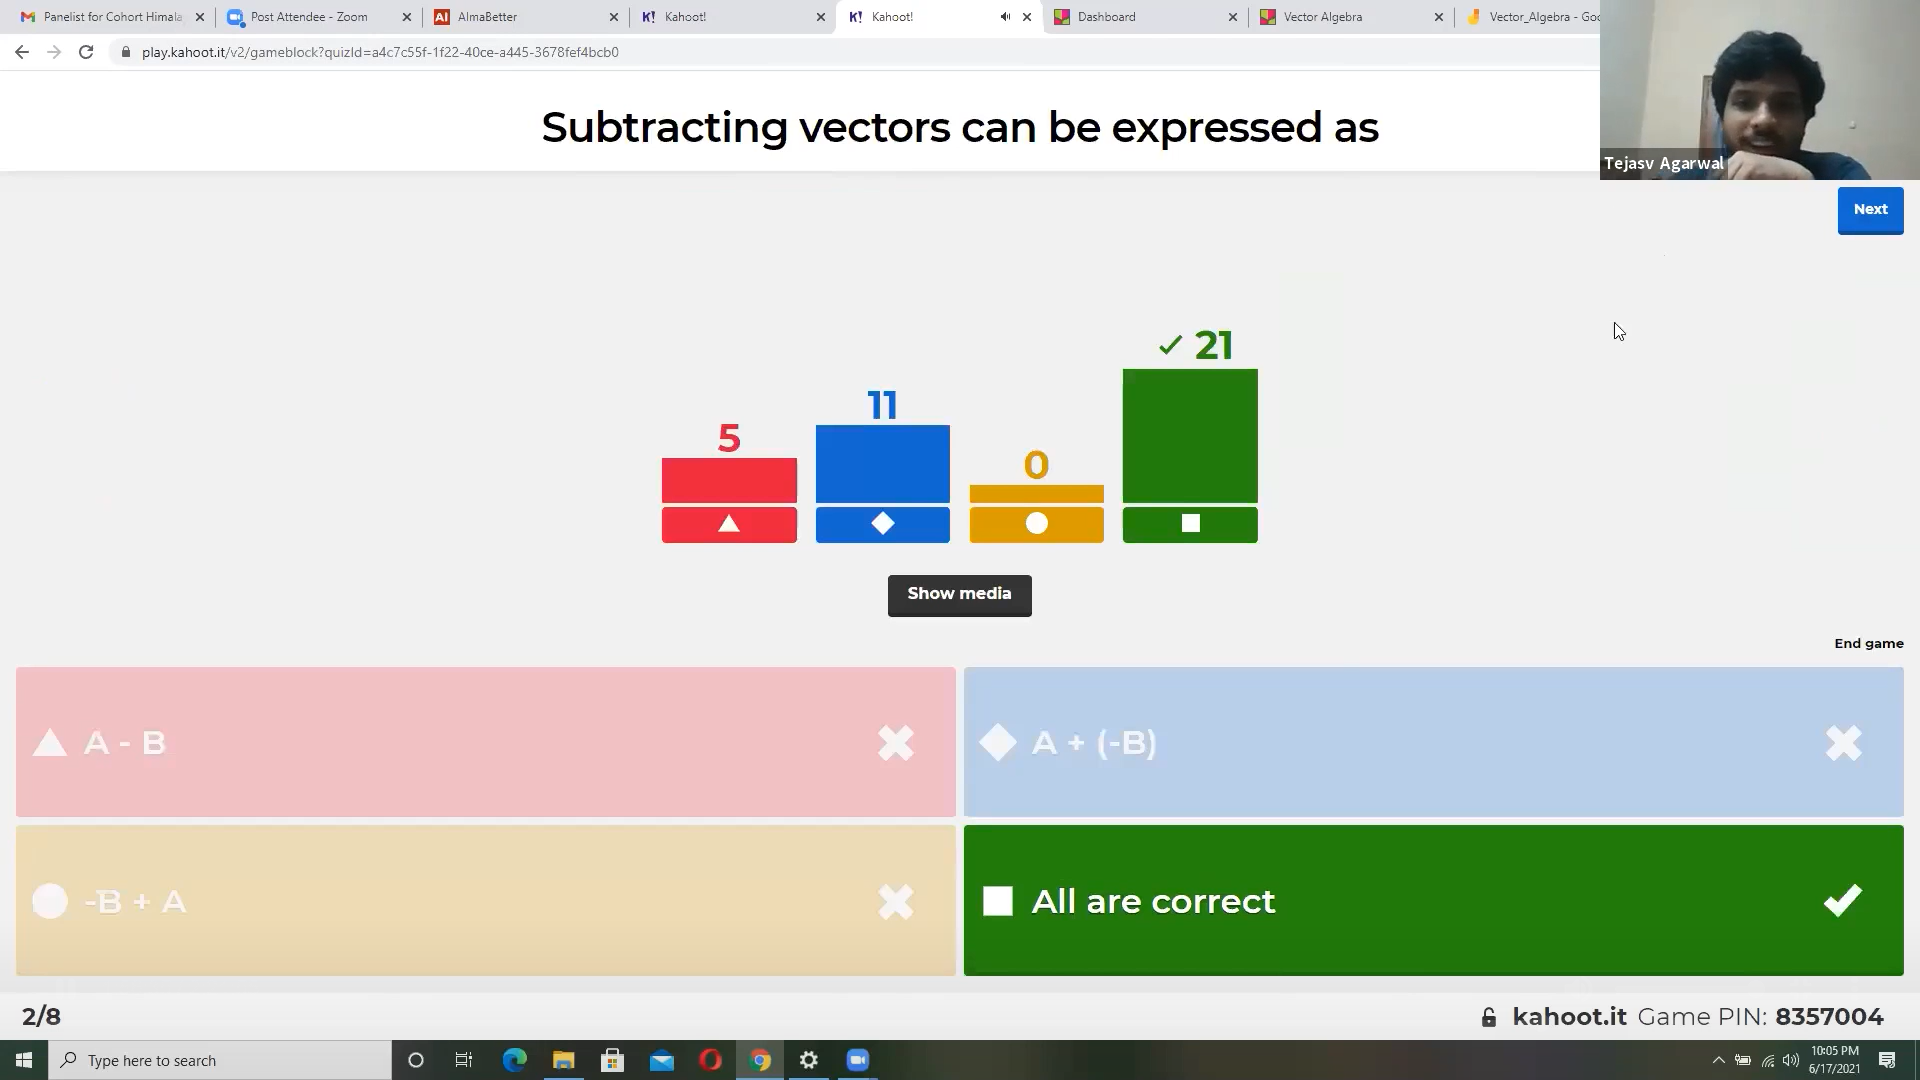 Panelist for Cohort Himala
Post Attendee - Zoom
AI AlmaBetter
K! Kahoot!
K! Kahoot!
Dashboard
Vector Algebra
Vector_Algebra - Goo
play.kahoot.it/v2/gameblock?quizId=a4c7c55f-1f22-40ce-a445-3678fef4bcb0
Subtracting vectors can be expressed as
Tejasv Agarwal
Next
5
11
0
21
Show media
End game
A - B
A + (-B)
-B + A
All are correct
2/8
kahoot.it Game PIN: 8357004
Type here to search
10:05 PM
6/17/2021